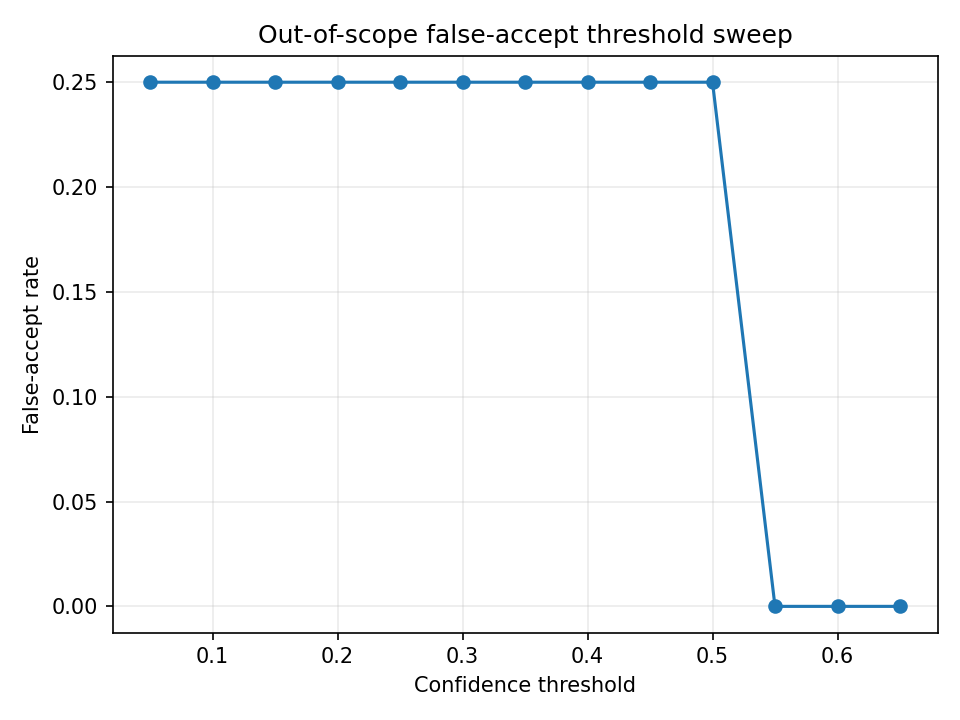 Out-of-scope false-accept threshold sweep
False-accept rate
0.25
0.20
0.15
0.10
0.05
0.00
0.1 0.2 0.3 0.4 0.5 0.6
Confidence threshold